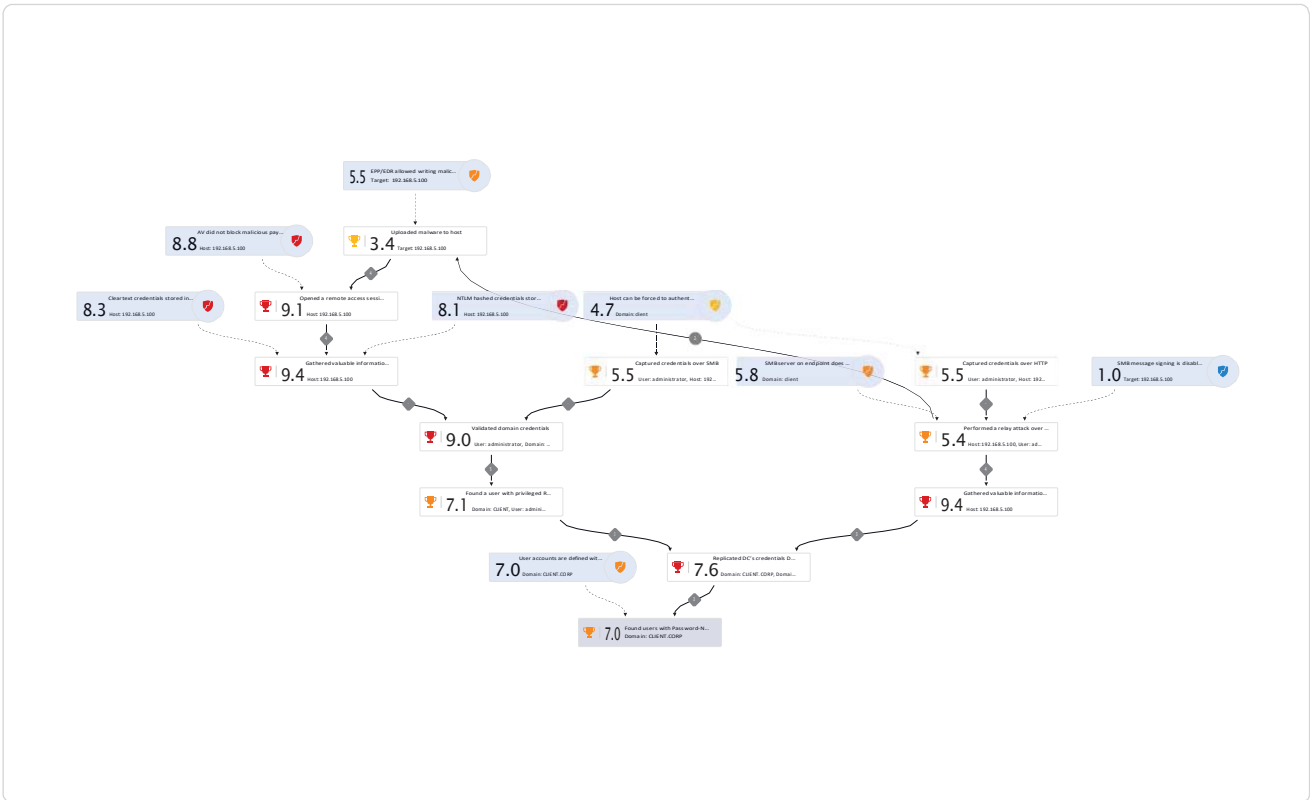 5.5
EPP/EDR allowed writing malic...
Target: 192.168.5.100
AV did not block malicious pay...
8.8
Host: 192.168.5.100
Uploaded malware to host
3.4
Target: 192.168.5.100
Cleartext credentials stored in...
8.3
Host: 192.168.5.100
Opened a remote access sessi...
9.1
Host: 192.168.5.100
NTLM hashed credentials stor...
8.1
Host: 192.168.5.100
Host can be forced to authent...
4.7
Domain: client
Gathered valuable informatio...
9.4
Host: 192.168.5.100
Captured credentials over SMB
5.5
User: administrator, Host: 192...
SMB server on endpoint does ...
5.8
Domain: client
Captured credentials over HTTP
5.5
User: administrator, Host: 192...
SMB message signing is disabl...
1.0
Target: 192.168.5.100
Validated domain credentials
9.0
User: administrator, Domain: ...
Performed a relay attack over ...
5.4
Host: 192.168.5.100, User: ad...
Found a user with privileged R...
7.1
Domain: CLIENT, User: admini...
Gathered valuable informatio...
9.4
Host: 192.168.5.100
User accounts are defined wit...
7.0
Domain: CLIENT.CORP
Replicated DC's credentials D...
7.6
Domain: CLIENT.CORP, Domai...
7.0
Found users with Password-N...
Domain: CLIENT.CORP